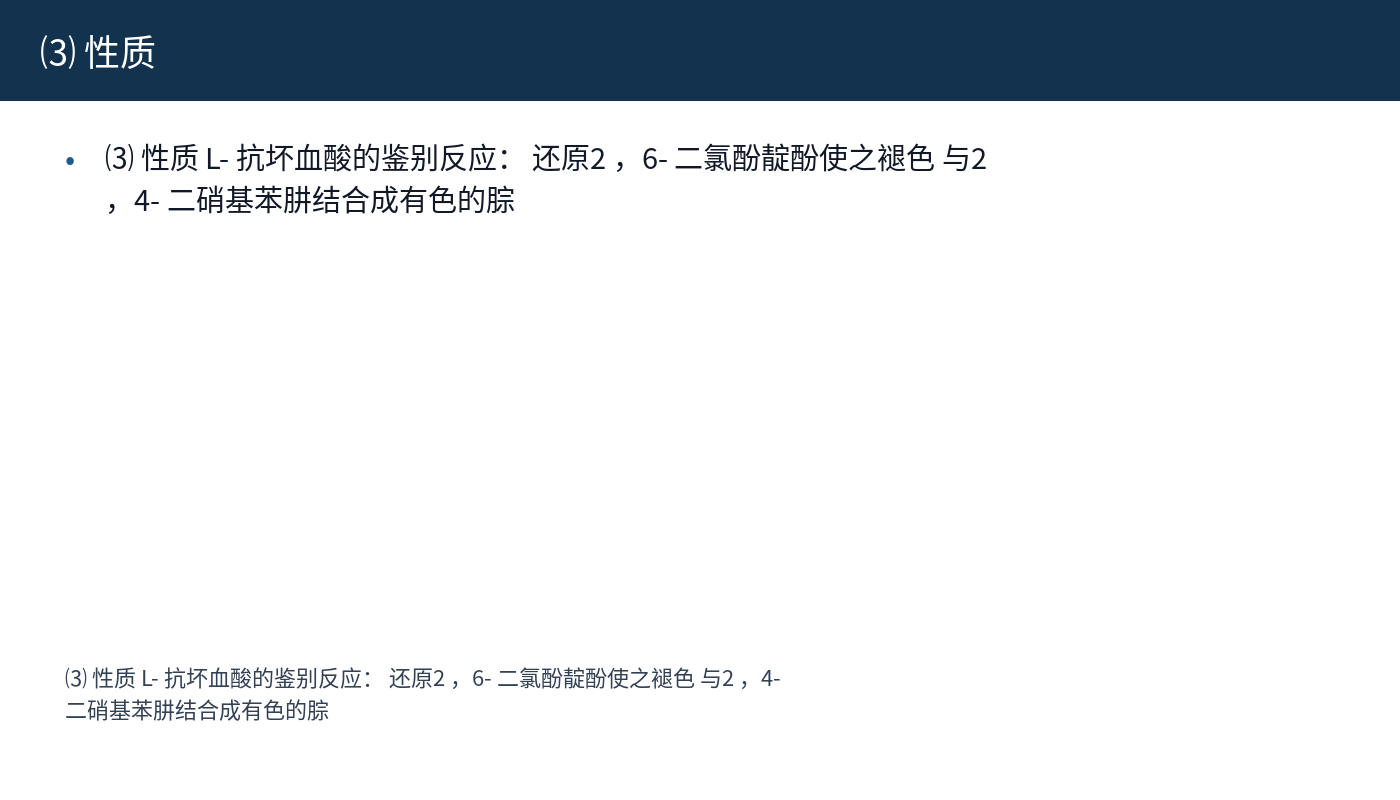 ⑶ 性质
• ⑶ 性质 L- 抗坏血酸的鉴别反应： 还原2 ，6- 二氯酚靛酚使之褪色 与2
，4- 二硝基苯肼结合成有色的腙
⑶ 性质 L- 抗坏血酸的鉴别反应： 还原2 ，6- 二氯酚靛酚使之褪色 与2 ，4-
二硝基苯肼结合成有色的腙